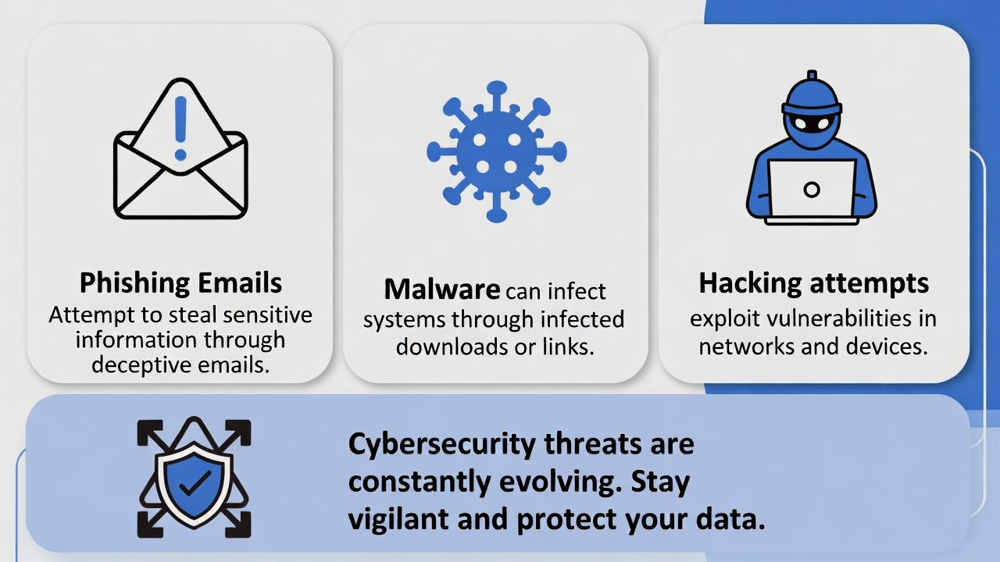 Phishing Emails
Attempt to steal sensitive
information through
deceptive emails.
Malware can infect
systems through infected
downloads or links.
Hacking attempts
exploit vulnerabilities in
networks and devices.
Cybersecurity threats are
constantly evolving. Stay
vigilant and protect your data.